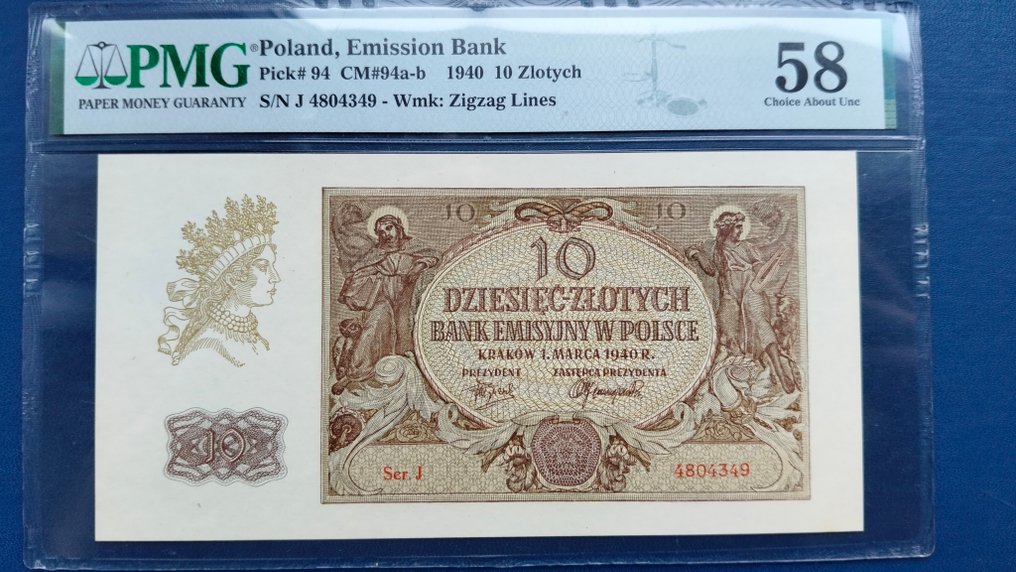 PMG®
PAPER MONEY GUARANTY
Poland, Emission Bank
Pick# 94 CM#94a-b 1940 10 Zlotych
S/N J 4804349 - Wmk: Zigzag Lines
58
Choice About Unc
10 10
10
DZIESIĘĆ-ZŁOTYCH
BANK EMISYJNY W POLSCE
KRAKÓW 1. MARCA 1940 R.
PREZYDENT ZASTĘPCA PREZYDENTA
10
Ser. J 4804349